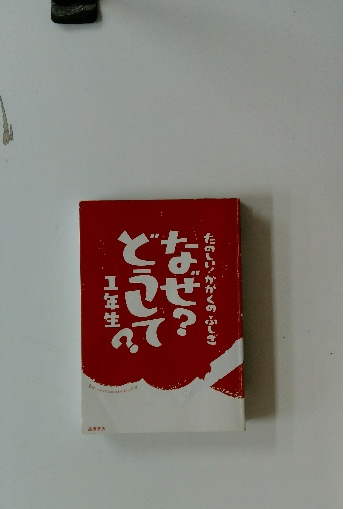 たのしい!かがくのふしぎ
なぜ?
どうして?
1年生